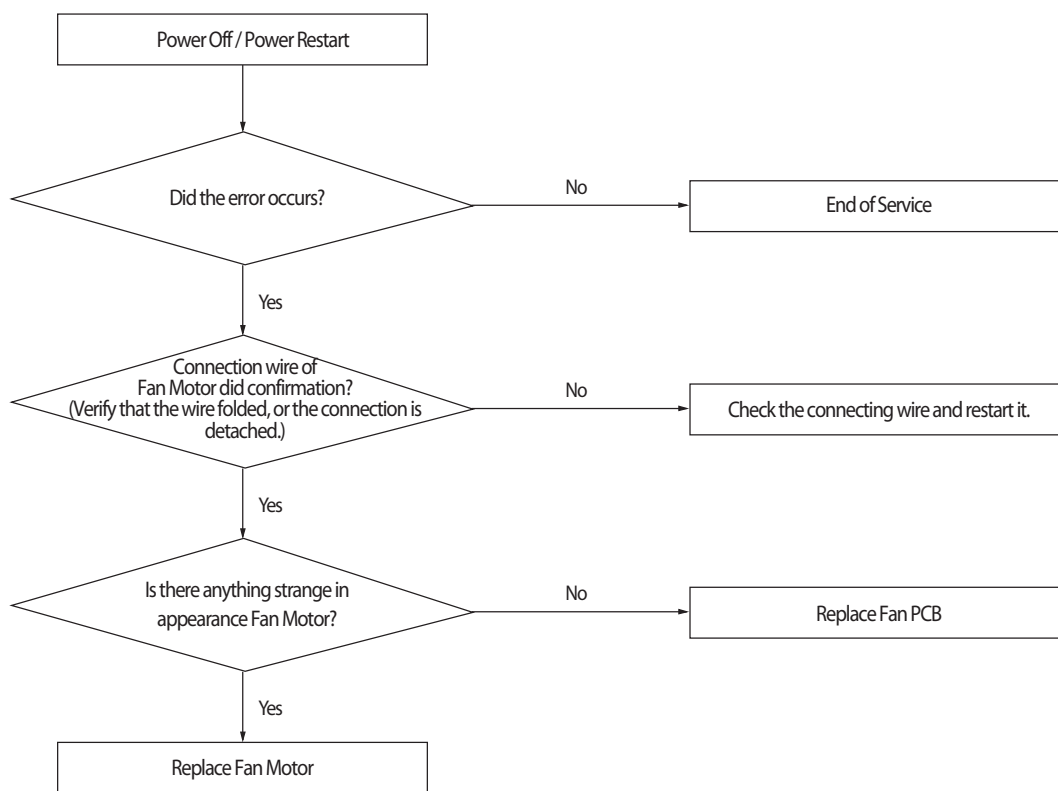 Power Off / Power Restart
Did the error occurs?
No
End of Service
Yes
Connection wire of
Fan Motor did confirmation?
(Verify that the wire folded, or the connection is
detached.)
No
Check the connecting wire and restart it.
Yes
Is there anything strange in
appearance Fan Motor?
No
Replace Fan PCB
Yes
Replace Fan Motor